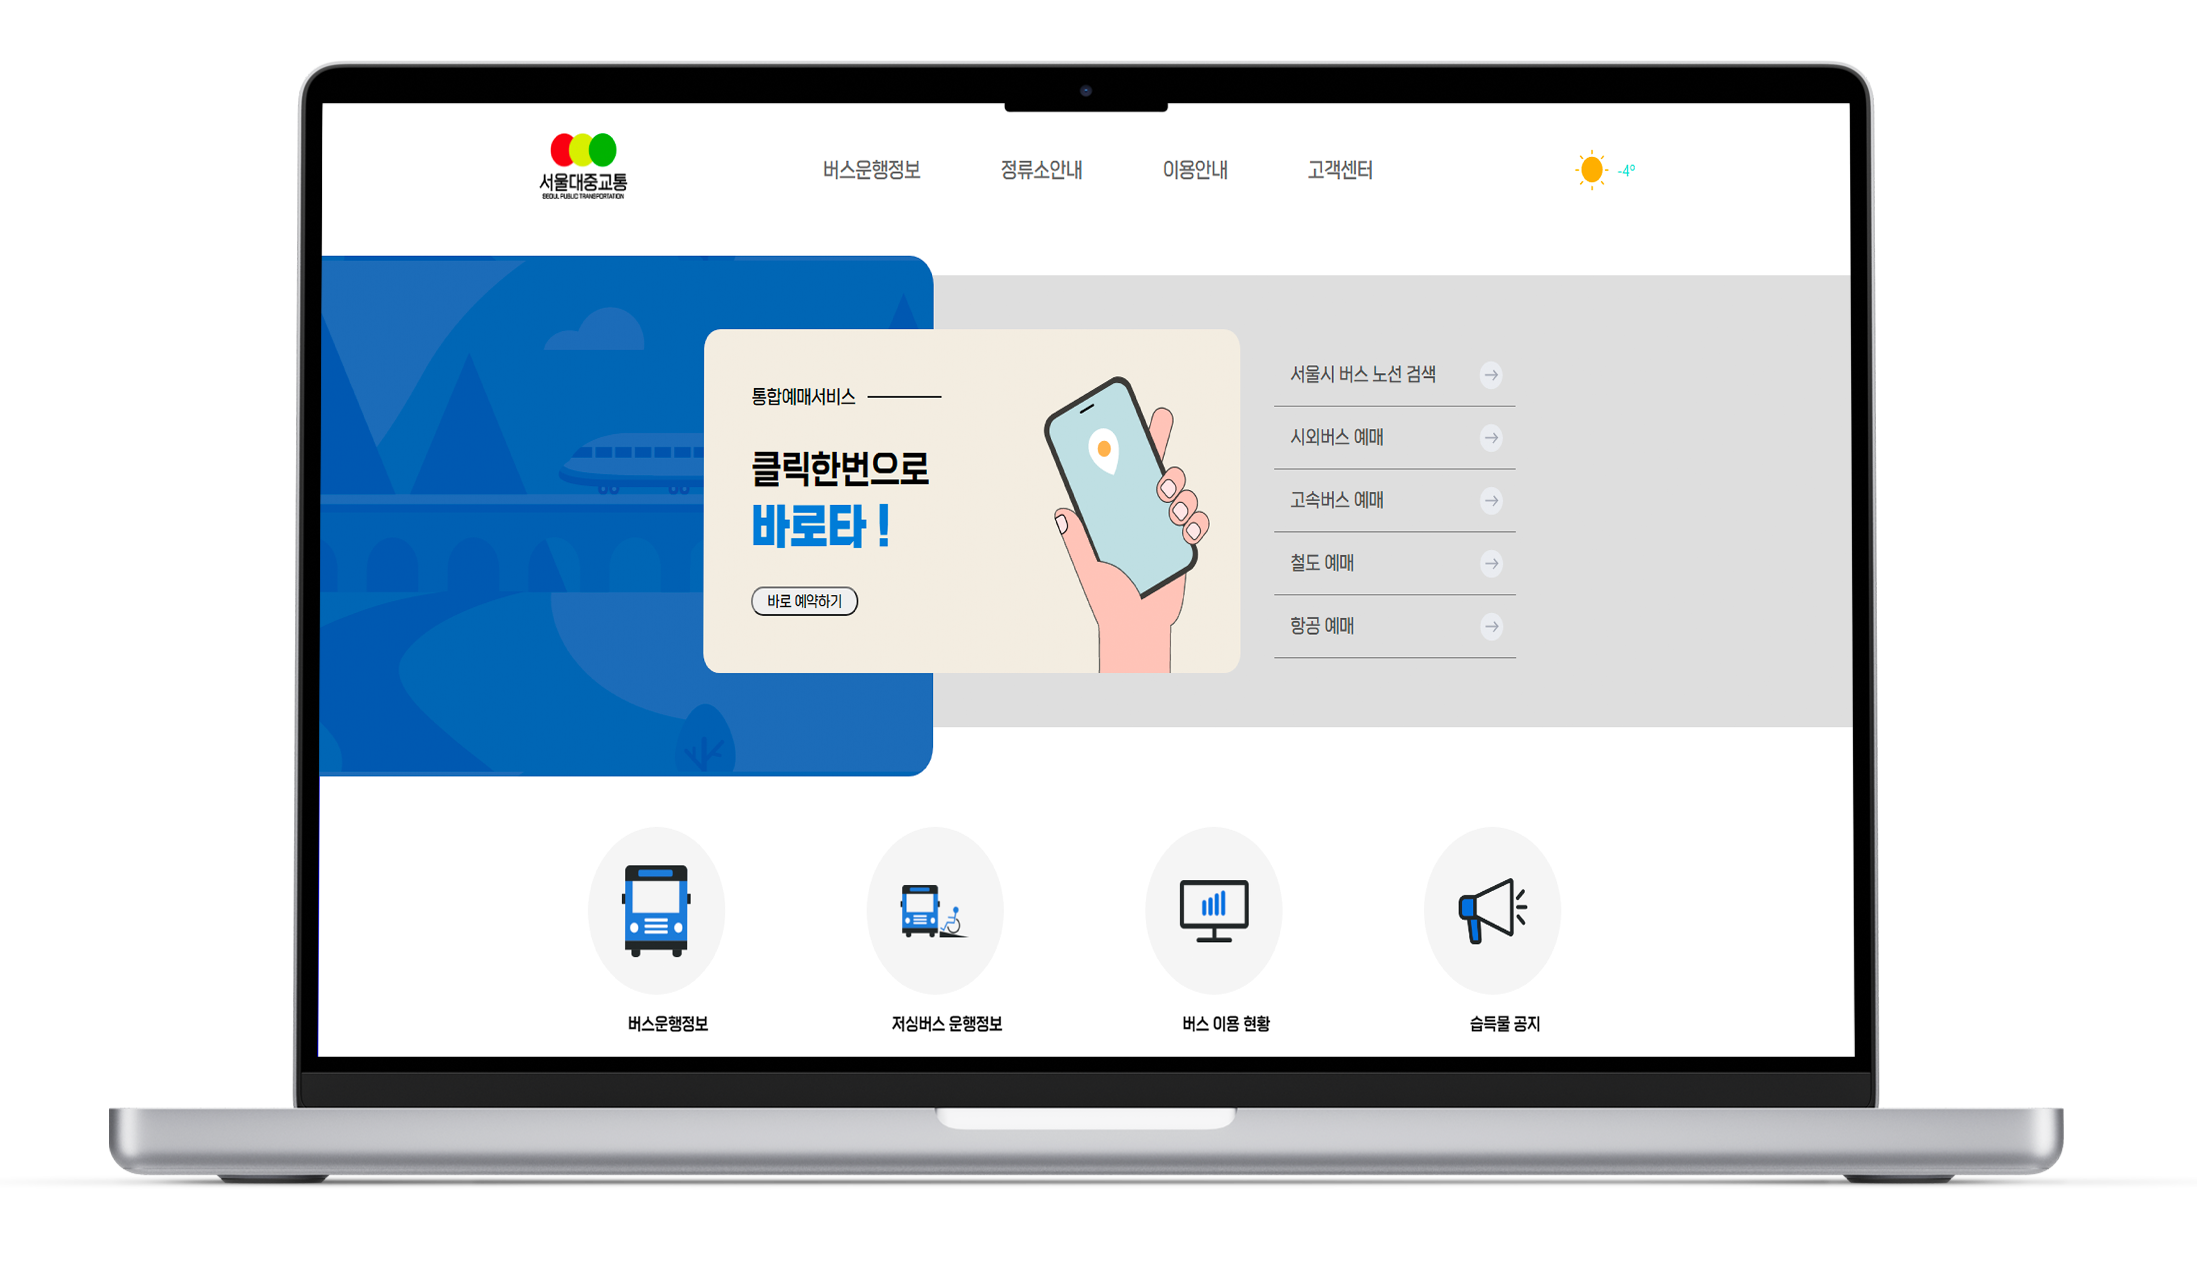 서울대중교통
SEOUL PUBLIC TRANSPORTATION
버스운행정보
정류소안내
이용안내
고객센터
-4°
통합예매서비스
클릭한번으로
바로타 !
바로 예약하기
서울시 버스 노선 검색
시외버스 예매
고속버스 예매
철도 예매
항공 예매
버스운행정보
저싱버스 운행정보
버스 이용 현황
습득물 공지